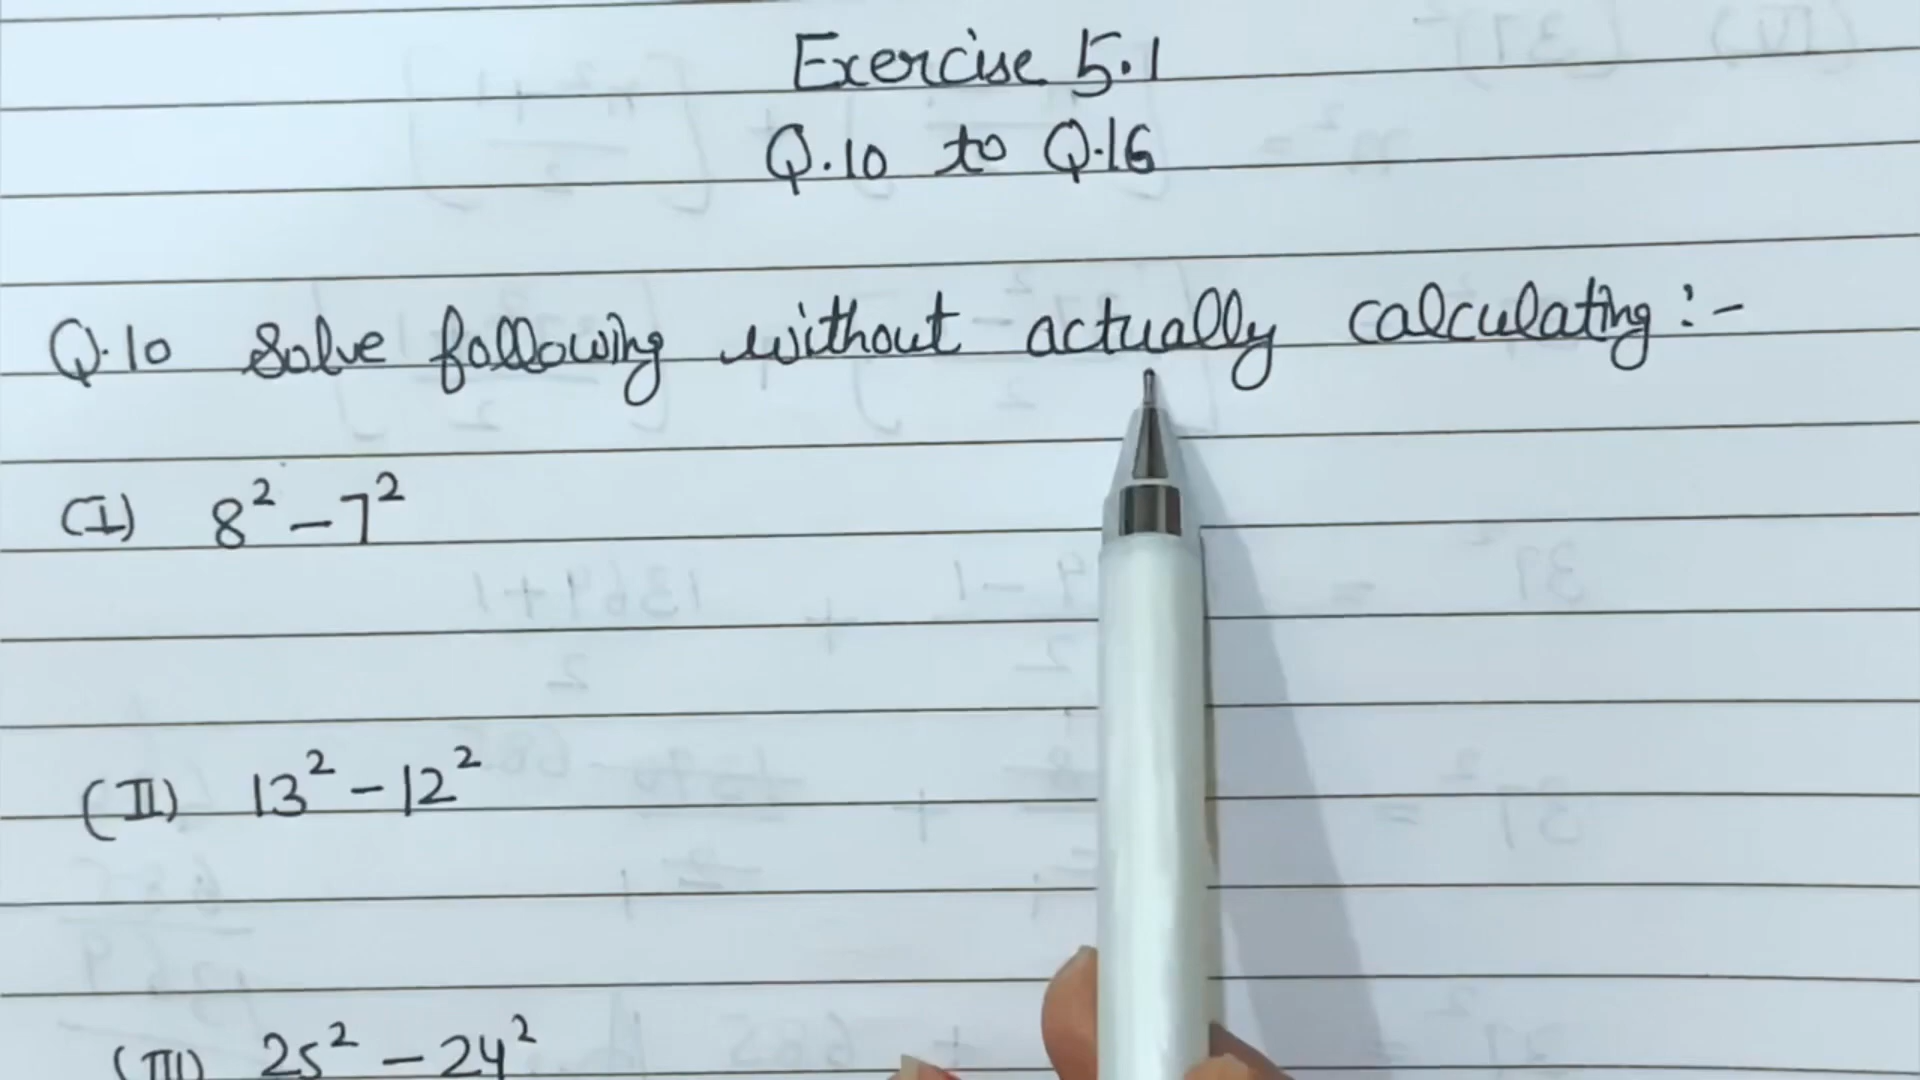 Exercise 5.1
Q.10 to Q.16
Q.10 Solve following without actually calculating :-
(I) 8² - 7²
(II) 13² - 12²
(III) 25² - 24²